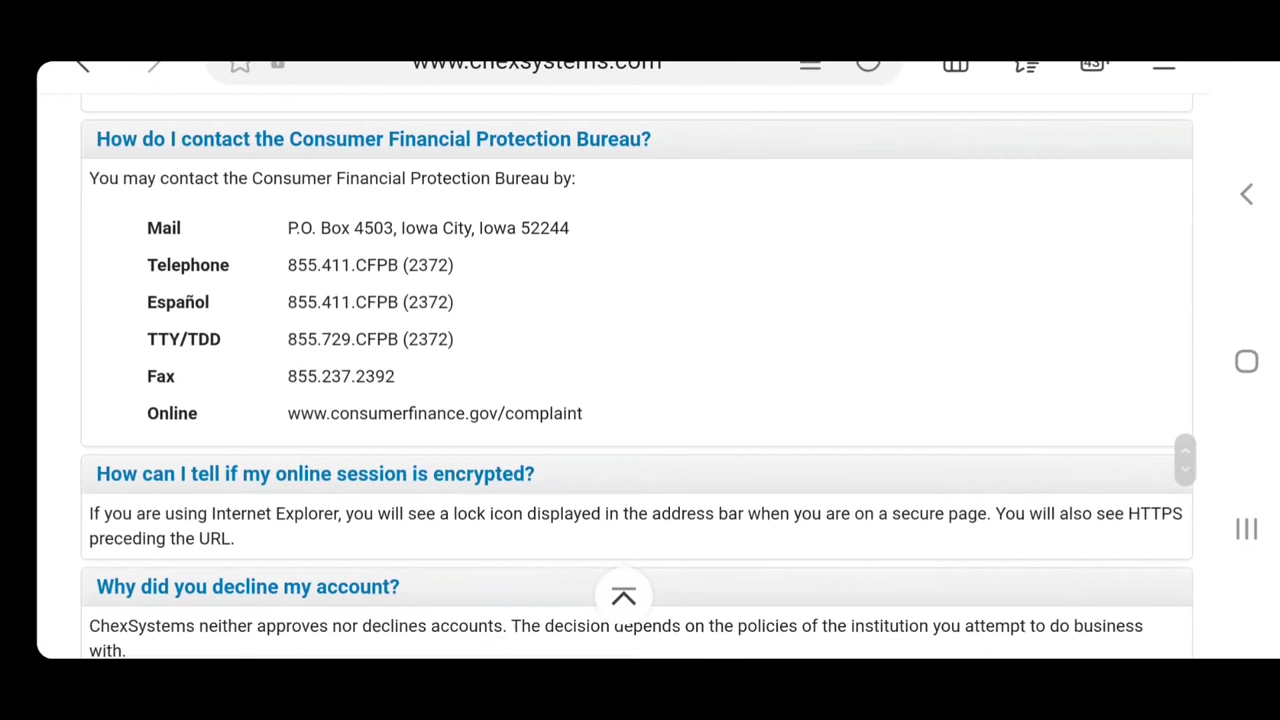 www.chexsystems.com
43
How do I contact the Consumer Financial Protection Bureau?
You may contact the Consumer Financial Protection Bureau by:
Mail P.O. Box 4503, Iowa City, Iowa 52244
Telephone 855.411.CFPB (2372)
Español 855.411.CFPB (2372)
TTY/TDD 855.729.CFPB (2372)
Fax 855.237.2392
Online www.consumerfinance.gov/complaint
How can I tell if my online session is encrypted?
If you are using Internet Explorer, you will see a lock icon displayed in the address bar when you are on a secure page. You will also see HTTPS
preceding the URL.
Why did you decline my account?
ChexSystems neither approves nor declines accounts. The decision depends on the policies of the institution you attempt to do business
with.